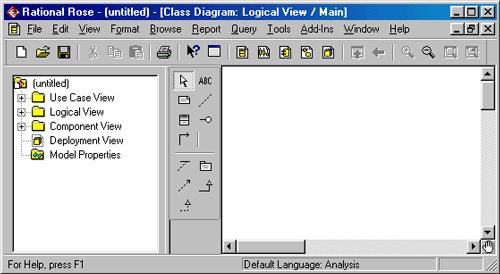 Rational Rose - (untitled) - [Class Diagram: Logical View / Main]
File Edit View Format Browse Report Query Tools Add-Ins Window Help
(untitled)
Use Case View
Logical View
Component View
Deployment View
Model Properties
ABC
For Help, press F1
Default Language: Analysis